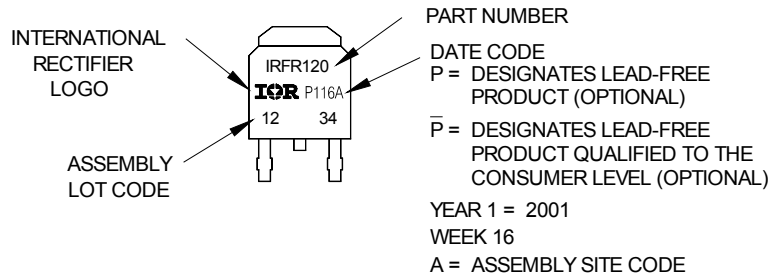 INTERNATIONAL
RECTIFIER
LOGO
ASSEMBLY
LOT CODE
IRFR120
IOR P116A
12 34
PART NUMBER
DATE CODE
P = DESIGNATES LEAD-FREE
PRODUCT (OPTIONAL)
P̅ = DESIGNATES LEAD-FREE
PRODUCT QUALIFIED TO THE
CONSUMER LEVEL (OPTIONAL)
YEAR 1 = 2001
WEEK 16
A = ASSEMBLY SITE CODE